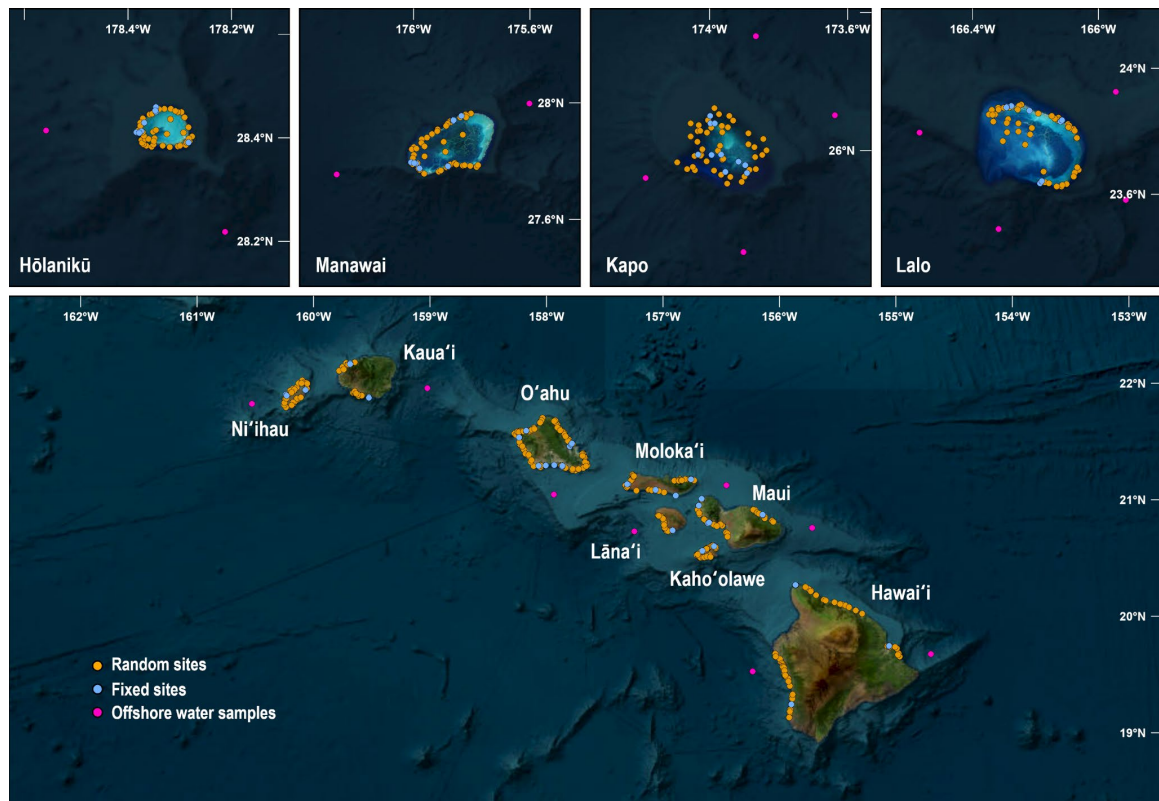 178.4°W 178.2°W
28.4°N
28.2°N
Hōlanikū
176°W 175.6°W
28°N
27.6°N
Manawai
174°W 173.6°W
26°N
Kapo
166.4°W 166°W
24°N
23.6°N
Lalo
162°W 161°W 160°W 159°W 158°W 157°W 156°W 155°W 154°W 153°W
Kauaʻi
22°N
Oʻahu
Niʻihau
Molokaʻi
Maui
21°N
Lānaʻi
Kahoʻolawe
Hawaiʻi
20°N
Random sites
Fixed sites
Offshore water samples
19°N